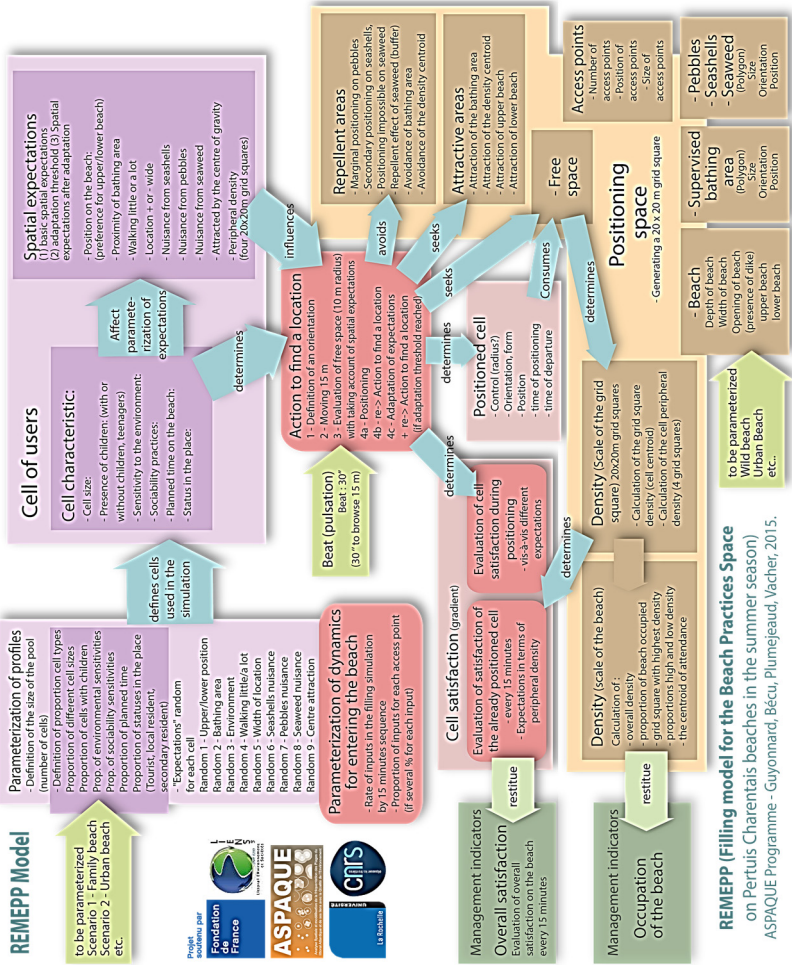 REMEPP Model
to be parameterized
Scenario 1 - Family beach
Scenario 2 - Urban beach
etc.
Parameterization of profiles
- Definition of the size of the pool
(number of cells)
- Definition of proportion cell types
Proportion of different cell sizes
Proportion of cells with children
Prop. of environmental sensitivities
Prop. of sociability sensitivities
Proportion of planned time
Proportion of statuses in the place
(Tourist, local resident,
secondary resident)
- "Expectations" random
for each cell
Random 1 - Upper/lower position
Random 2 - Bathing area
Random 3 - Environment
Random 4 - Walking little/a lot
Random 5 - Width of location
Random 6 - Seashells nuisance
Random 7 - Pebbles nuisance
Random 8 - Seaweed nuisance
Random 9 - Centre attraction
Parameterization of dynamics
for entering the beach
- Rate of inputs in the filling simulation
by 15 minutes sequence
- Proportion of inputs for each access point
(if several % for each input)
defines cells
used in the
simulation
Cell of users
Cell characteristic:
- Cell size:
- Presence of children: (with or
without children, teenagers)
- Sensitivity to the environment:
- Sociability practices:
- Planned time on the beach:
- Status in the place:
Affect
parame-
terization of
expectations
Spatial expectations
(1) basic spatial expectations
(2) adaptation threshold (3) Spatial
expectations after adaptation
- Position on the beach:
(preference for upper/lower beach)
- Proximity of bathing area
- Walking little or a lot
- Location + or - wide
- Nuisance from seashells
- Nuisance from pebbles
- Nuisance from seaweed
- Attracted by the centre of gravity
- Peripheral density
(four 20x20m grid squares)
determines
influences
Beat (pulsation)
Beat : 30"
(30" to browse 15 m)
Action to find a location
1 - Definition of an orientation
2 - Moving 15 m
3 - Evaluation of free space (10 m radius)
with taking account of spatial expectations
4a - Positioning
4b - re-> Action to find a location
4c - Adaptation of expectations
+ re-> Action to find a location
(if adaptation threshold reached)
avoids
seeks
seeks
Repellent areas
- Marginal positioning on pebbles
- Secondary positioning on seashells,
- Positioning impossible on seaweed
- Repellent effect of seaweed (buffer)
- Avoidance of bathing area
- Avoidance of the density centroid
Attractive areas
- Attraction of the bathing area
- Attraction of the density centroid
- Attraction of upper beach
- Attraction of lower beach
- Free
space
Access points
- Number of
access points
- Position of
access points
- Size of
access points
determines
determines
Positioned cell
- Control (radius?)
- Orientation, form
- Position
- time of positioning
- time of departure
Consumes
determines
Positioning
space
- Generating a 20 x 20 m grid square
Cell satisfaction (gradient)
Evaluation of satisfaction of
the already positioned cell
- every 15 minutes
- Expectations in terms of
peripheral density
Evaluation of cell
satisfaction during
positioning
- vis-à-vis different
expectations
determines
Density (scale of the beach)
Calculation of :
- overall density
- proportion of beach occupied
- grid square with highest density
- proportions high and low density
- the centroid of attendance
Density (Scale of the grid
square) 20x20m grid squares
- Calculation of the grid square
density (cell centroid)
- Calculation of the cell peripheral
density (4 grid squares)
- Beach
Depth of beach
Width of beach
Opening of beach
(presence of dike)
upper beach
lower beach
- Supervised
bathing
area
(Polygon)
Size
Orientation
Position
- Pebbles
- Seashells
- Seaweed
(Polygon)
Size
Orientation
Position
to be parameterized
Wild beach
Urban Beach
etc..
restitue
restitue
Management indicators
Overall satisfaction
Evaluation of overall
satisfaction on the beach
every 15 minutes
Management indicators
Occupation
of the beach
Projet
soutenu par
Fondation
de
France
LIENSs
ASPAQUE
UNIVERSITÉ
La Rochelle
cnrs
REMEPP (Filling model for the Beach Practices Space
on Pertuis Charentais beaches in the summer season)
ASPAQUE Programme - Guyonnard, Bécu, Plumejeaud, Vacher, 2015.